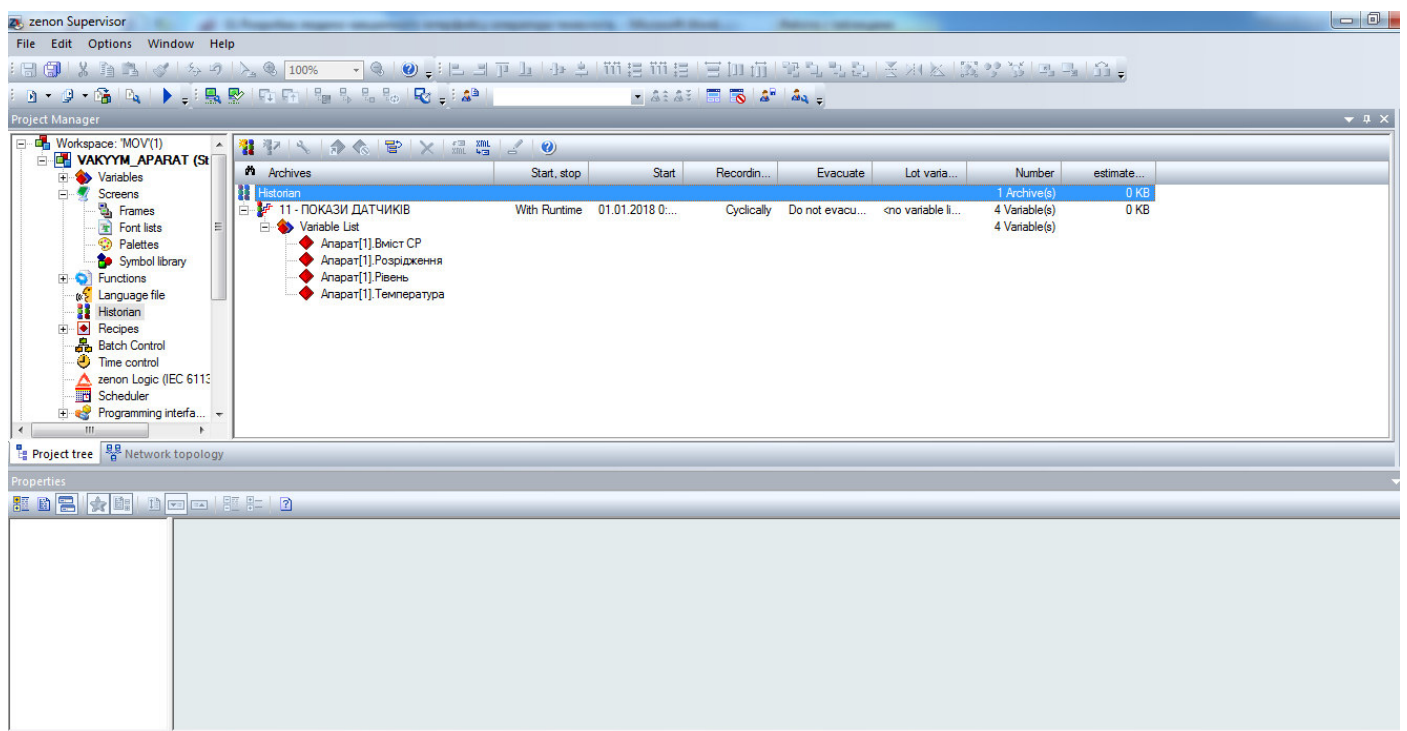 zenon Supervisor
File Edit Options Window Help
100%
Project Manager
Workspace: 'MOV'(1)
VAKYYM_APARAT (St
Variables
Screens
Frames
Font lists
Palettes
Symbol library
Functions
Language file
Historian
Recipes
Batch Control
Time control
zenon Logic (IEC 6113
Scheduler
Programming interfa...
Archives Start, stop Start Recordin... Evacuate Lot varia... Number estimate...
Historian 1 Archive(s) 0 KB
11 - ПОКАЗИ ДАТЧИКІВ With Runtime 01.01.2018 0:... Cyclically Do not evacu... <no variable li... 4 Variable(s) 0 KB
Variable List 4 Variable(s)
Апарат[1].Вміст СР
Апарат[1].Розрідження
Апарат[1].Рівень
Апарат[1].Температура
Project tree Network topology
Properties